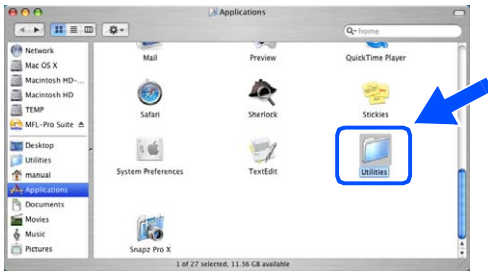 Applications
Q- home
Network
Mac OS X
Macintosh HD-...
Macintosh HD
TEMP
MFL-Pro Suite
Desktop
Utilities
manual
Applications
Documents
Movies
Music
Pictures
Mail
Preview
QuickTime Player
Safari
Sherlock
Stickies
System Preferences
TextEdit
Utilities
Snapz Pro X
1 of 27 selected, 11.36 GB available